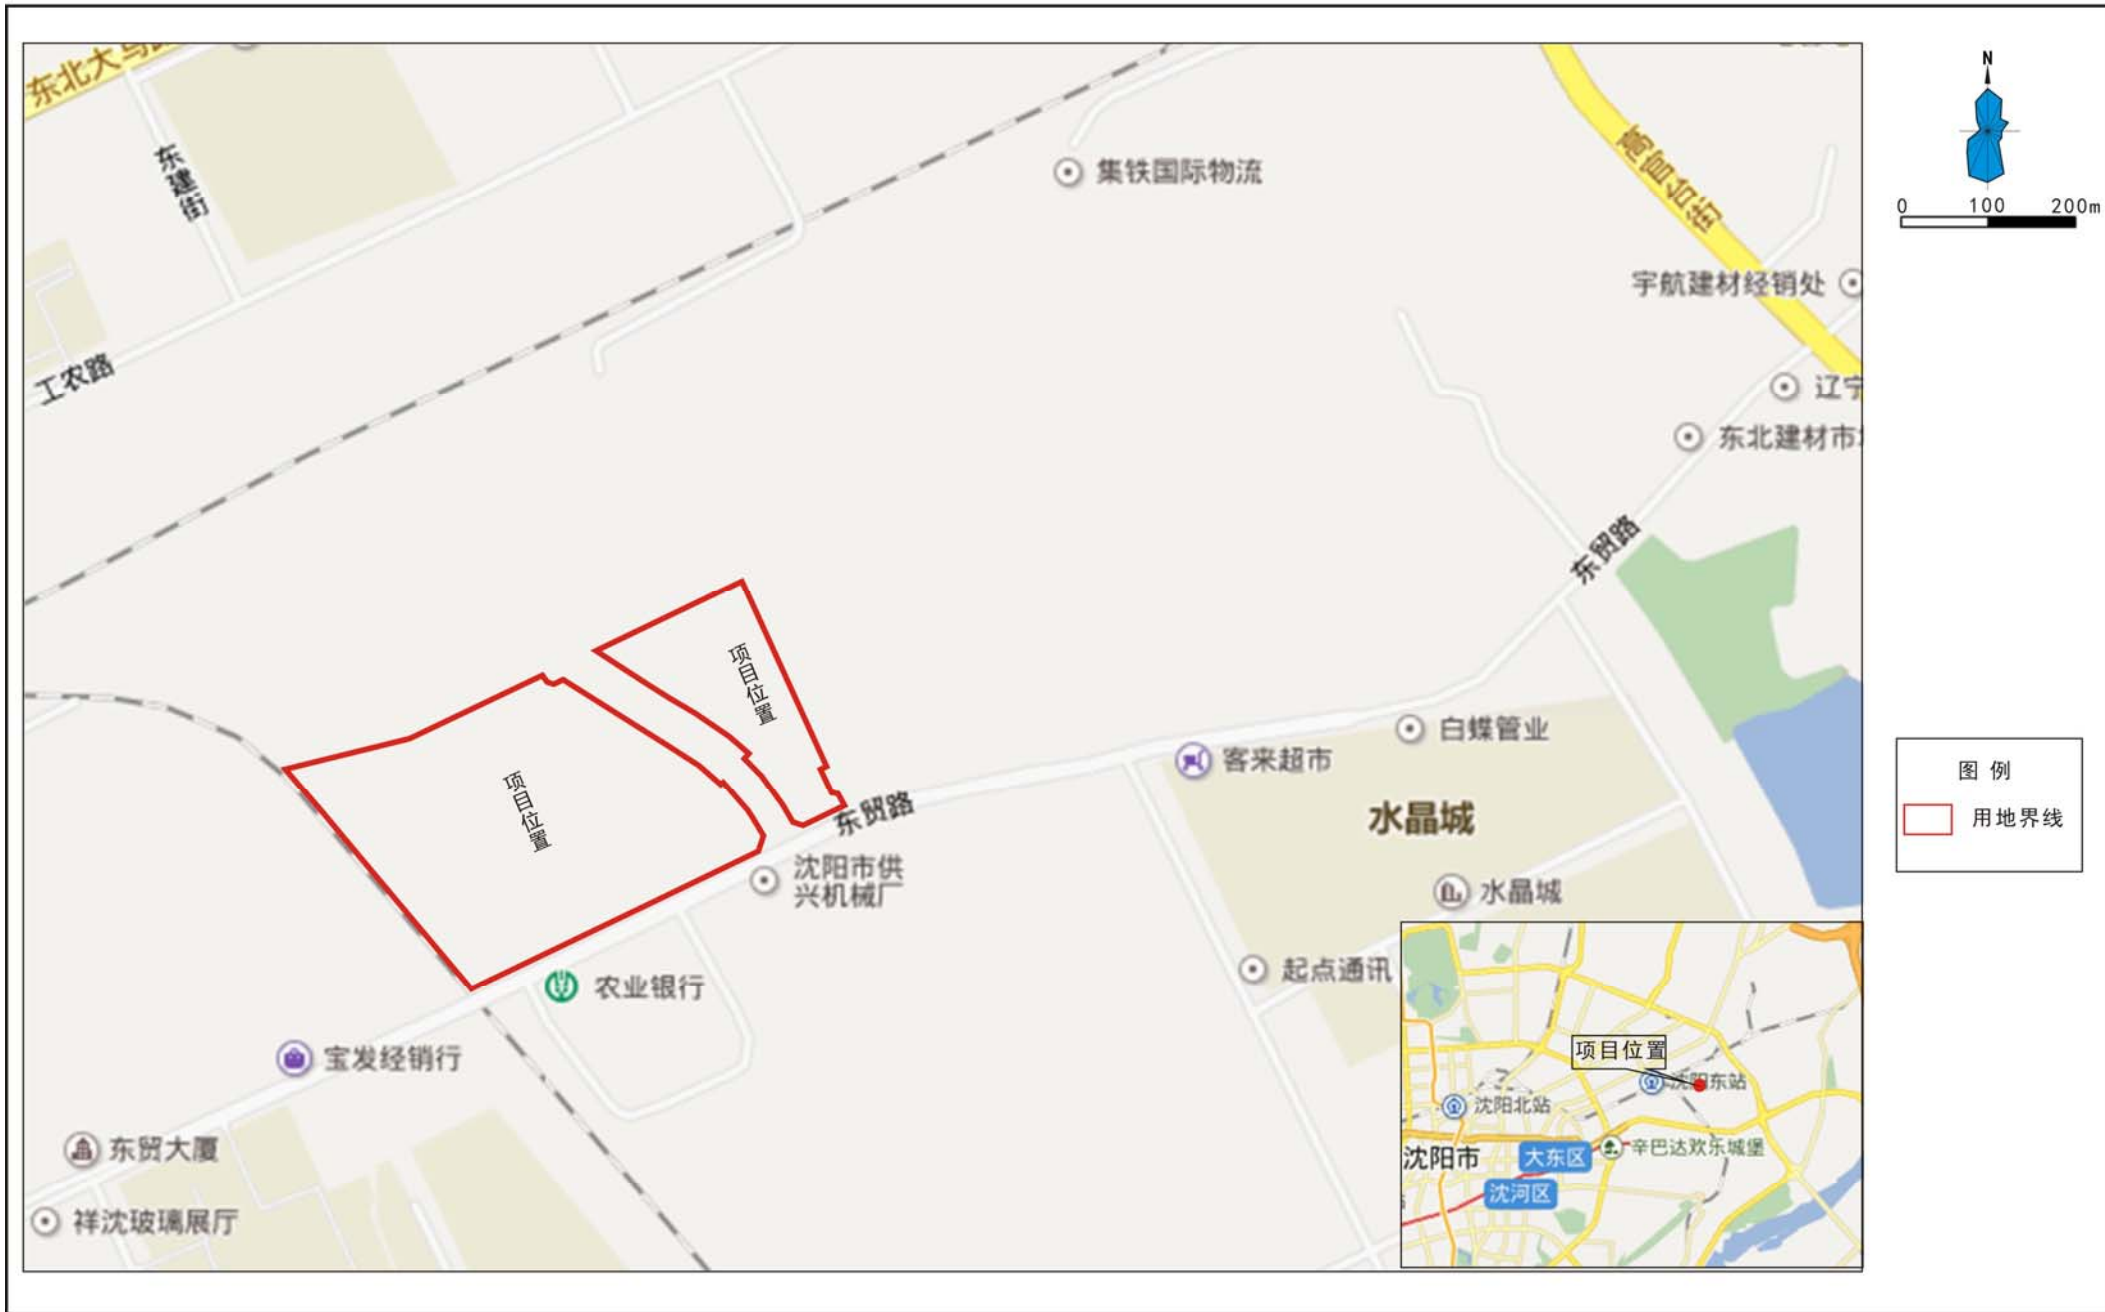 东北大马路
东建街
工农路
集铁国际物流
高官台街
宇航建材经销处
辽宁
东北建材市
东贸路
项目位置
项目位置
东贸路
白蝶管业
客来超市
水晶城
水晶城
沈阳市供
兴机械厂
起点通讯
农业银行
宝发经销行
东贸大厦
祥沈玻璃展厅
项目位置
沈阳东站
沈阳北站
辛巴达欢乐城堡
沈阳市
大东区
沈河区
N
0 100 200m
图例
用地界线